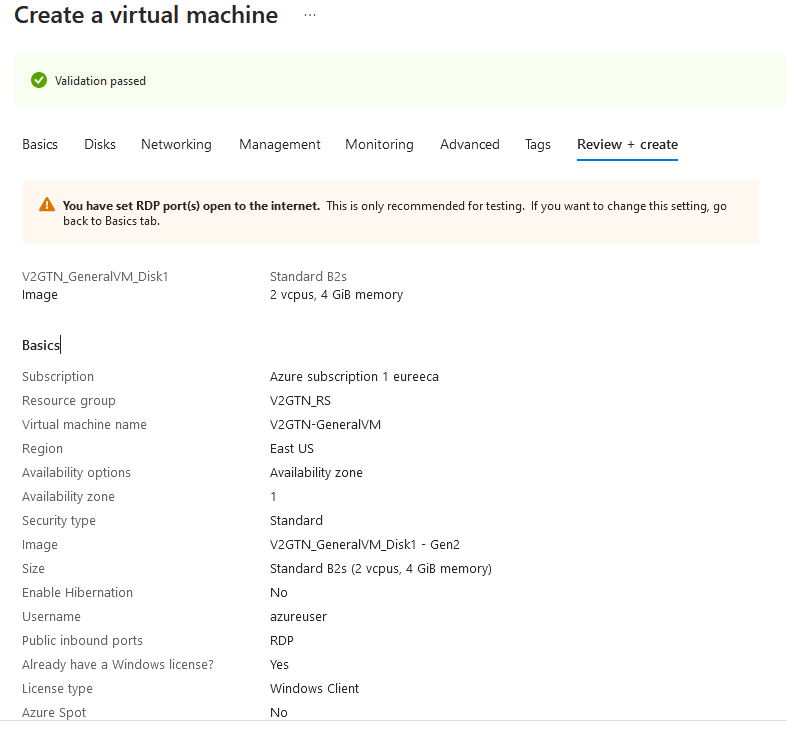 Create a virtual machine ...
Validation passed
Basics Disks Networking Management Monitoring Advanced Tags Review + create
You have set RDP port(s) open to the internet. This is only recommended for testing. If you want to change this setting, go
back to Basics tab.
V2GTN_GeneralVM_Disk1 Standard B2s
Image 2 vcpus, 4 GiB memory
Basics
Subscription Azure subscription 1 eureeca
Resource group V2GTN_RS
Virtual machine name V2GTN-GeneralVM
Region East US
Availability options Availability zone
Availability zone 1
Security type Standard
Image V2GTN_GeneralVM_Disk1 - Gen2
Size Standard B2s (2 vcpus, 4 GiB memory)
Enable Hibernation No
Username azureuser
Public inbound ports RDP
Already have a Windows license? Yes
License type Windows Client
Azure Spot No